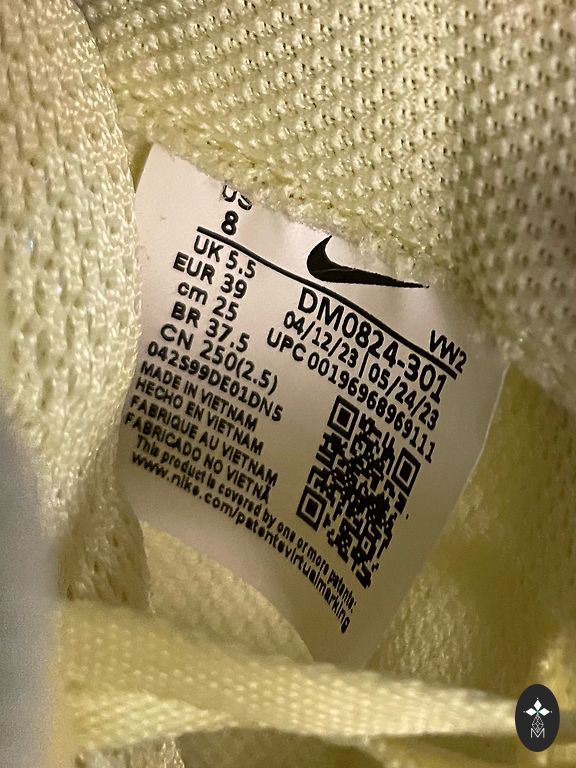 US
8
UK 5.5
EUR 39
cm 25
BR 37.5
CN 250(2.5)
042S99DE01DN5
MADE IN VIETNAM
HECHO EN VIETNAM
FABRIQUE AU VIETNAM
FABRICADO NO VIETNÃ
This product is covered by one or more patents:
www.nike.com/patentsvirtualmarking
VW2
DM0824-301
04/12/23 | 05/24/23
UPC 00196968969111
M